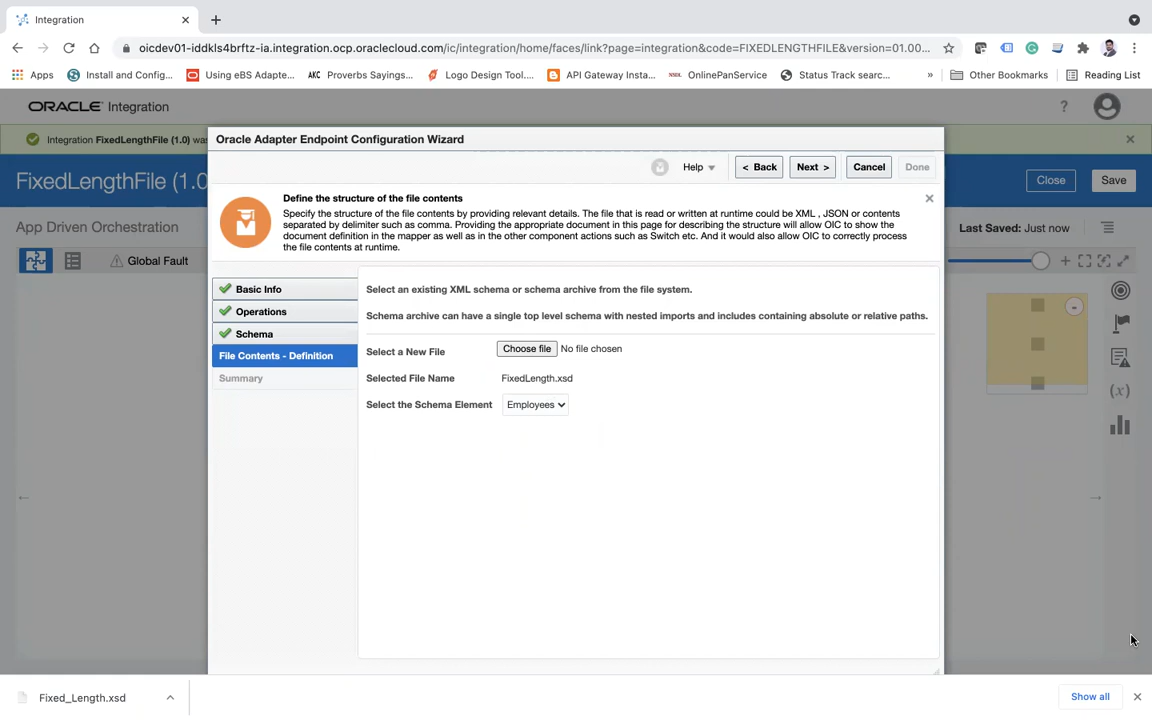 Integration
oicdev01-iddkls4brftz-ia.integration.ocp.oraclecloud.com/ic/integration/home/faces/link?page=integration&code=FIXEDLENGTHFILE&version=01.00...
Apps
Install and Config,...
Using eBS Adapte...
AKC Proverbs Sayings,...
Logo Design Tool....
API Gateway Insta...
OnlinePanService
Status Track searc...
»
Other Bookmarks
Reading List
ORACLE Integration
?
Integration FixedLengthFile (1.0) was
FixedLengthFile (1.0
Close
Save
App Driven Orchestration
Last Saved: Just now
Global Fault
Oracle Adapter Endpoint Configuration Wizard
Help
< Back
Next >
Cancel
Done
Define the structure of the file contents
Specify the structure of the file contents by providing relevant details. The file that is read or written at runtime could be XML , JSON or contents
separated by delimiter such as comma. Providing the appropriate document in this page for describing the structure will allow OIC to show the
document definition in the mapper as well as in the other component actions such as Switch etc. And it would also allow OIC to correctly process
the file contents at runtime.
Basic Info
Operations
Schema
File Contents - Definition
Summary
Select an existing XML schema or schema archive from the file system.
Schema archive can have a single top level schema with nested imports and includes containing absolute or relative paths.
Select a New File
Choose file No file chosen
Selected File Name
FixedLength.xsd
Select the Schema Element
Employees
(x)
Fixed_Length.xsd
Show all